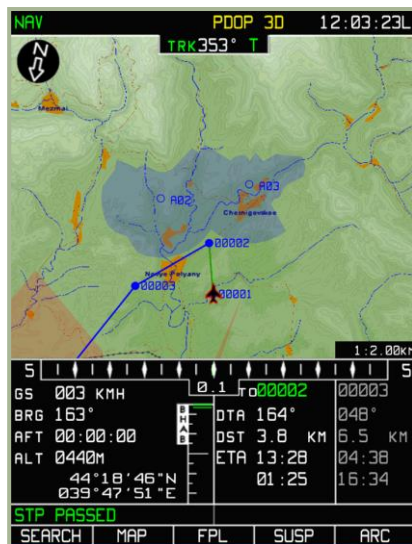 NAV PDOP 3D 12:03:23L
TRK353° T
N
Mezmai
A02
A03
Chernigovskoe
00002
Novye Polyany
00003
00001
1:2.00KM
5 5
0.1
GS 003 KMH
BRG 163°
AFT 00:00:00
ALT 0440M
44°18'46"N
039°47'51"E
B
H
A
B
TO00002 00003
DTA 164° 048°
DST 3.8 KM 6.5 KM
ETA 13:28 04:38
01:25 16:34
STP PASSED
SEARCH MAP FPL SUSP ARC